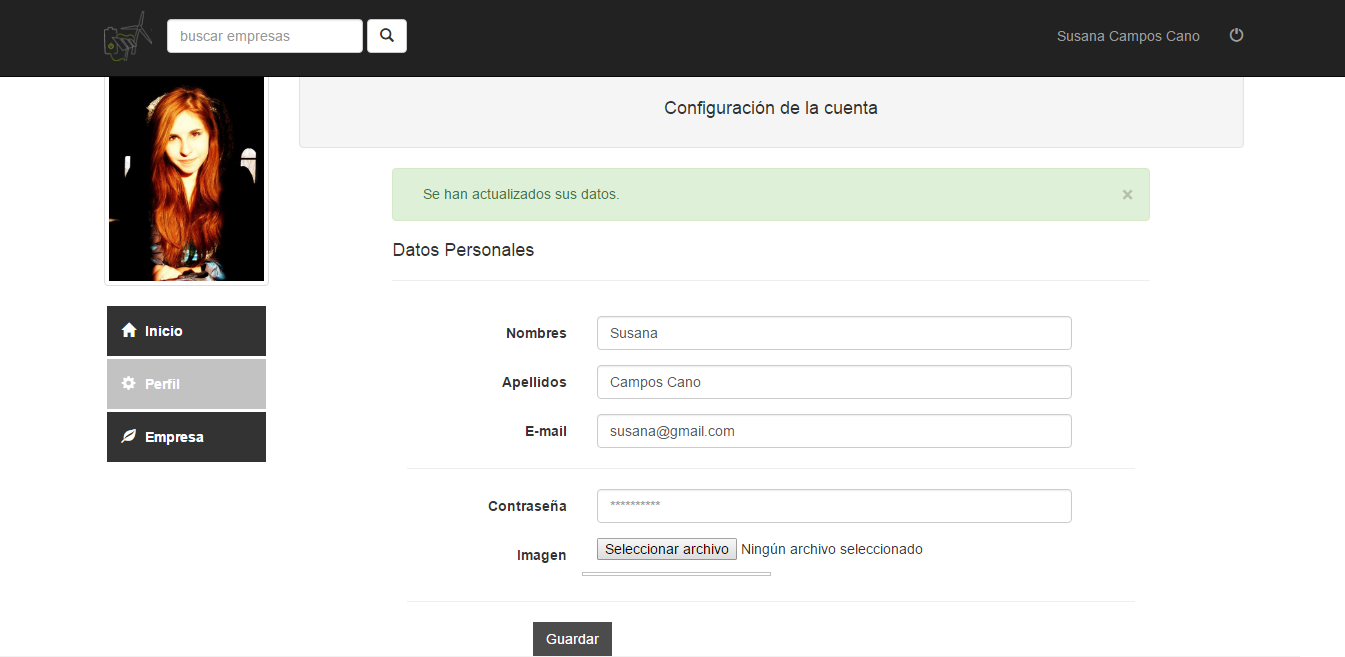 buscar empresas
Susana Campos Cano
Configuración de la cuenta
Se han actualizados sus datos.
×
Datos Personales
Inicio
Perfil
Empresa
Nombres Susana
Apellidos Campos Cano
E-mail susana@gmail.com
Contraseña **********
Imagen Seleccionar archivo Ningún archivo seleccionado
Guardar